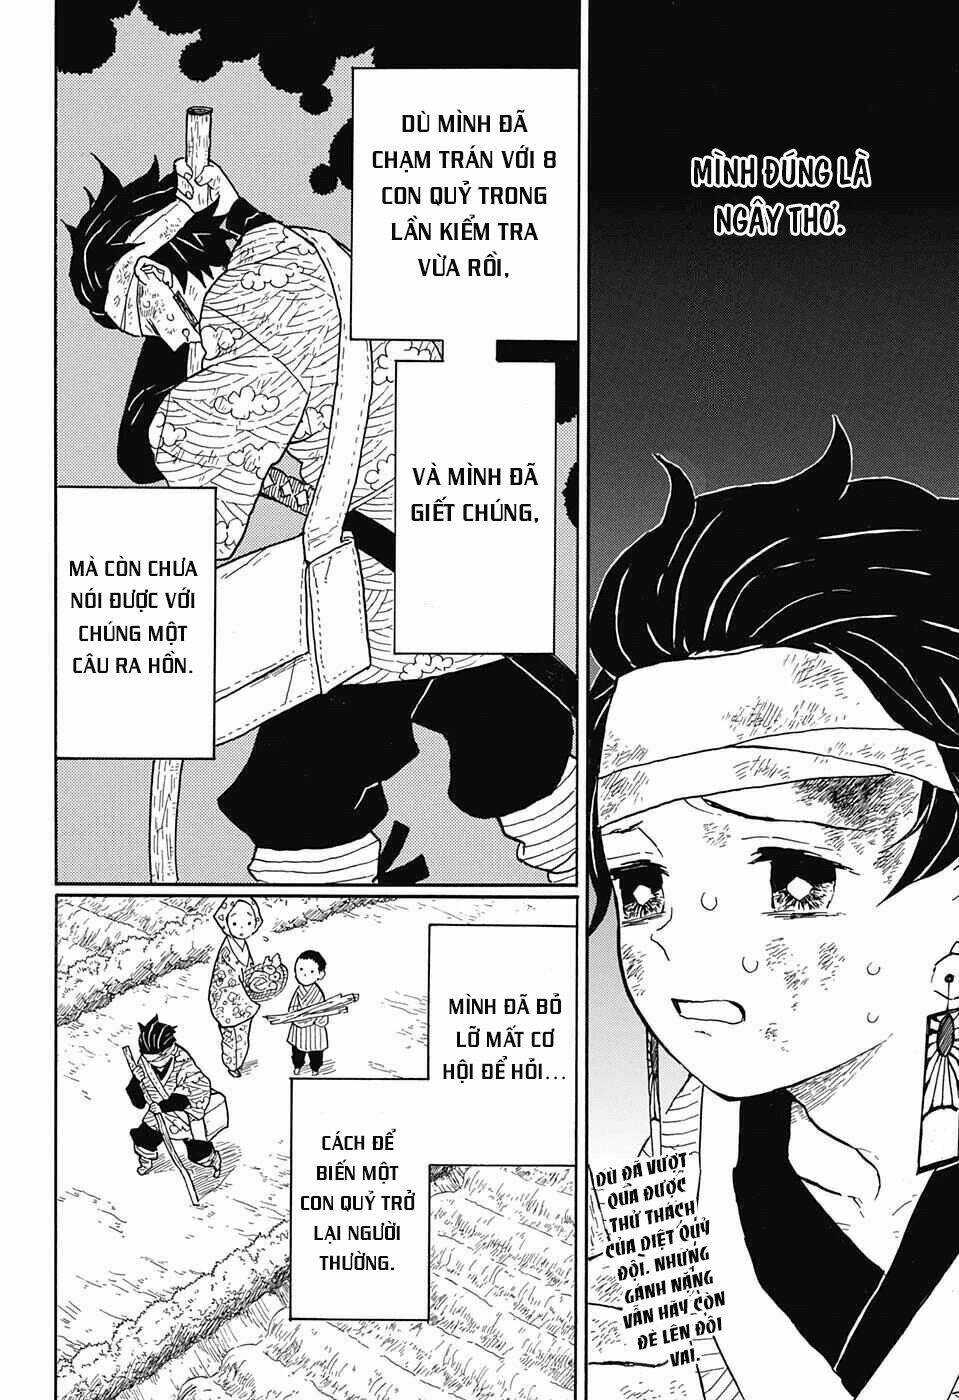 MÌNH ĐÚNG LÀ
NGÂY THƠ.
DÙ ĐÃ VƯỢT
QUA ĐƯỢC
THỬ THÁCH
CỦA DIỆT QUỶ
ĐỘI. NHƯNG
GÁNH NẶNG
VẪN HÃY CÒN
ĐÈ LÊN ĐÔI
VAI.
DÙ MÌNH ĐÃ
CHẠM TRÁN VỚI 8
CON QUỶ TRONG
LẦN KIỂM TRA
VỪA RỒI,
VÀ MÌNH ĐÃ
GIẾT CHÚNG,
MÀ CÒN CHƯA
NÓI ĐƯỢC VỚI
CHÚNG MỘT
CÂU RA HỒN.
MÌNH ĐÃ BỎ
LỠ MẤT CƠ
HỘI ĐỂ HỎI...
CÁCH ĐỂ
BIẾN MỘT
CON QUỶ TRỞ
LẠI NGƯỜI
THƯỜNG.